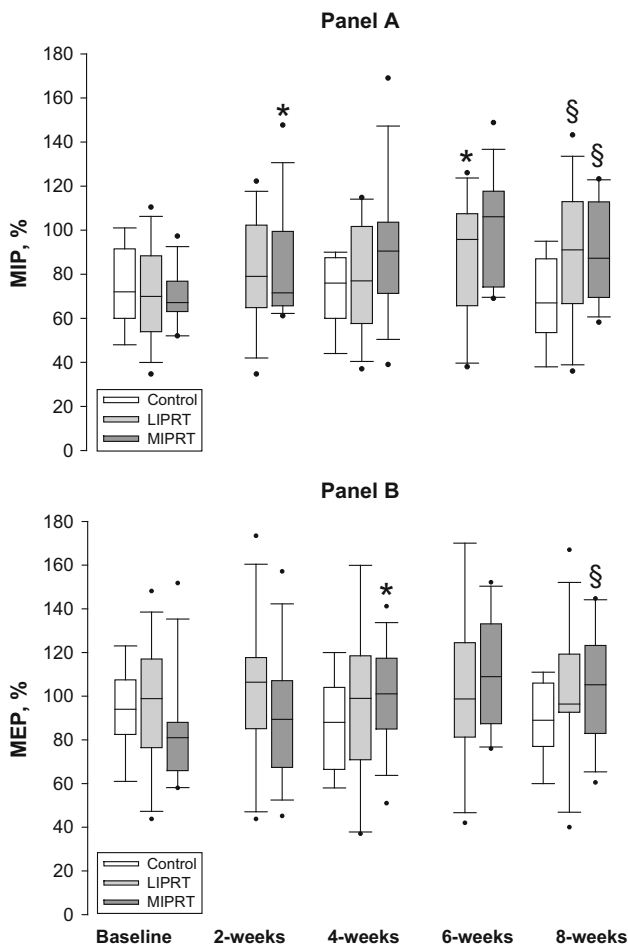 Panel A
180
160
140
120
100
80
60
40
20
0
MIP, %
* * § §
Control
LIPRT
MIPRT
Panel B
180
160
140
120
100
80
60
40
20
0
MEP, %
* §
Control
LIPRT
MIPRT
Baseline 2-weeks 4-weeks 6-weeks 8-weeks